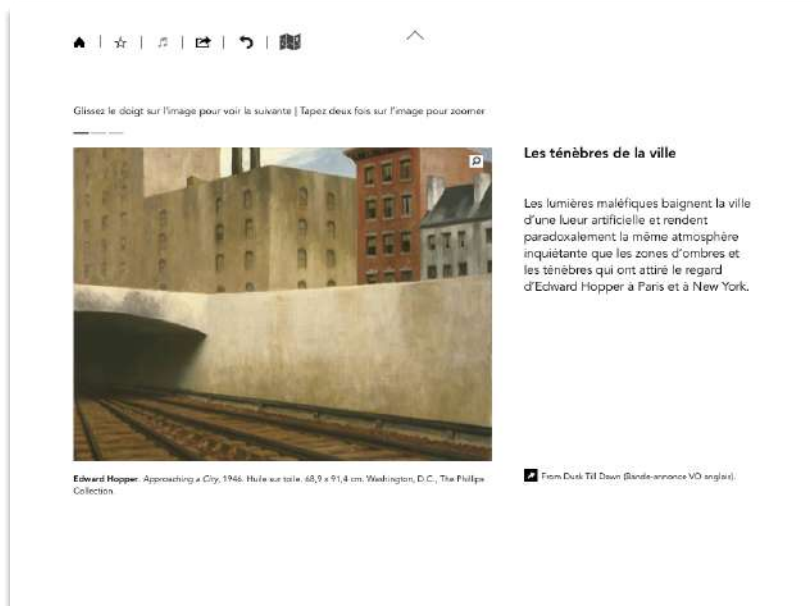 Glissez le doigt sur l'image pour voir la suivante | Tapez deux fois sur l'image pour zoomer
Les ténèbres de la ville
Les lumières maléfiques baignent la ville
d'une lueur artificielle et rendent
paradoxalement la même atmosphère
inquiétante que les zones d'ombres et
les ténèbres qui ont attiré le regard
d'Edward Hopper à Paris et à New York.
Edward Hopper. Approaching a City, 1946. Huile sur toile. 68,9 x 91,4 cm. Washington, D.C., The Phillips
Collection
From Dusk Till Dawn (Bande-annonce VO anglais).